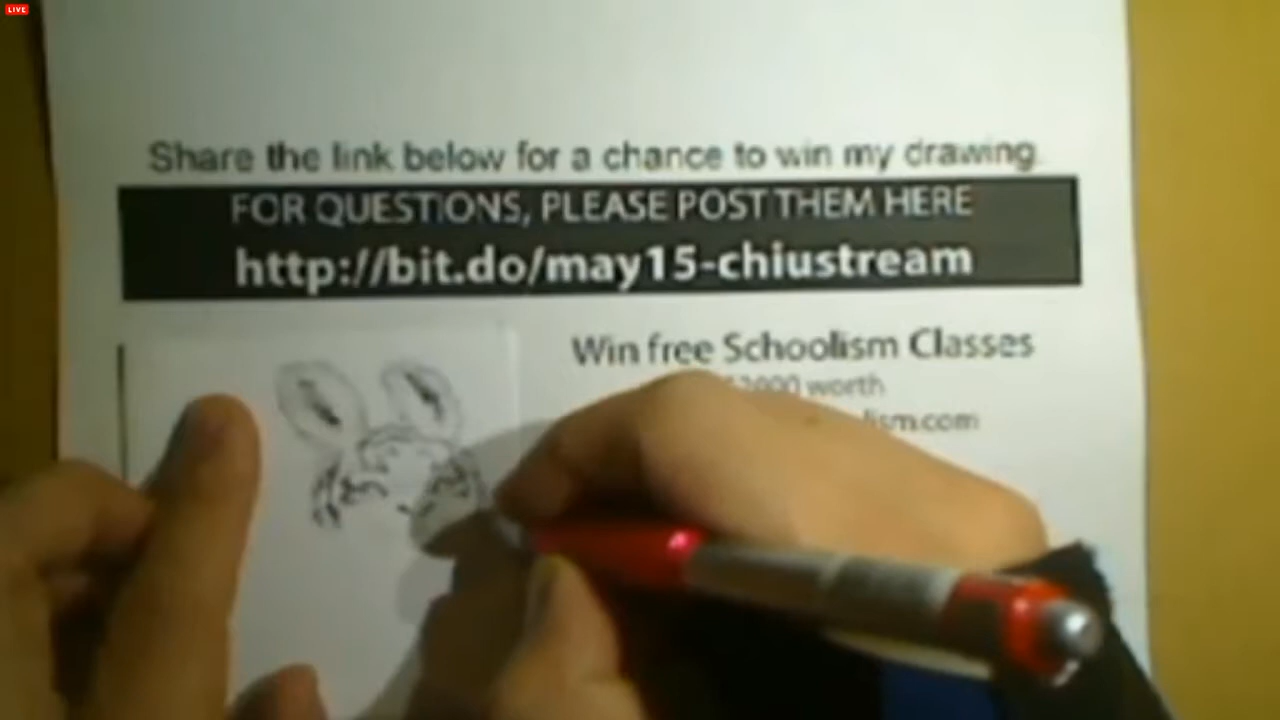 LIVE
Share the link below for a chance to win my drawing
FOR QUESTIONS, PLEASE POST THEM HERE
http://bit.do/may15-chiustream
Win free Schoolism Classes
worth